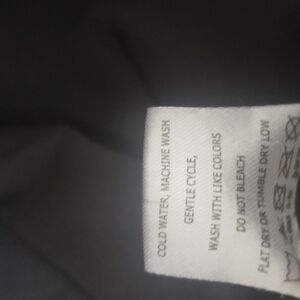 COLD WATER, MACHINE WASH
GENTLE CYCLE,
WASH WITH LIKE COLORS
DO NOT BLEACH
FLAT DRY OR TUMBLE DRY LOW